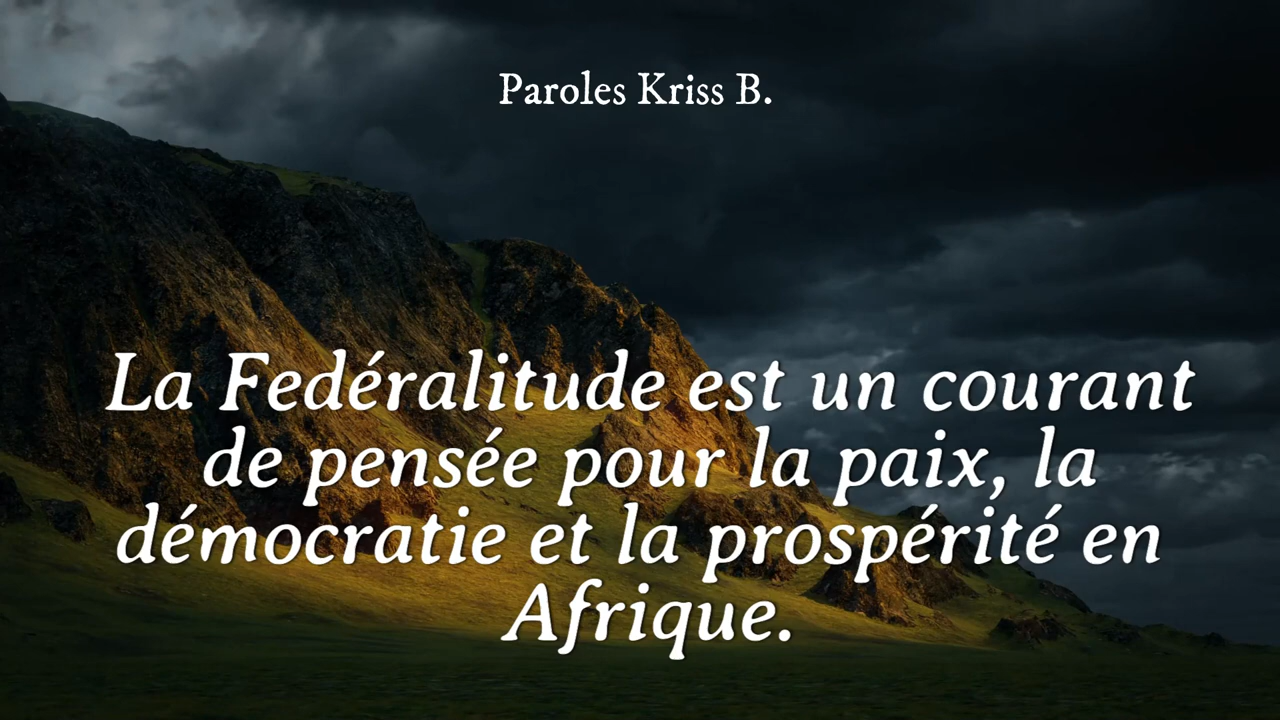 Paroles Kriss B.
La Fedéralitude est un courant
de pensée pour la paix, la
démocratie et la prospérité en
Afrique.